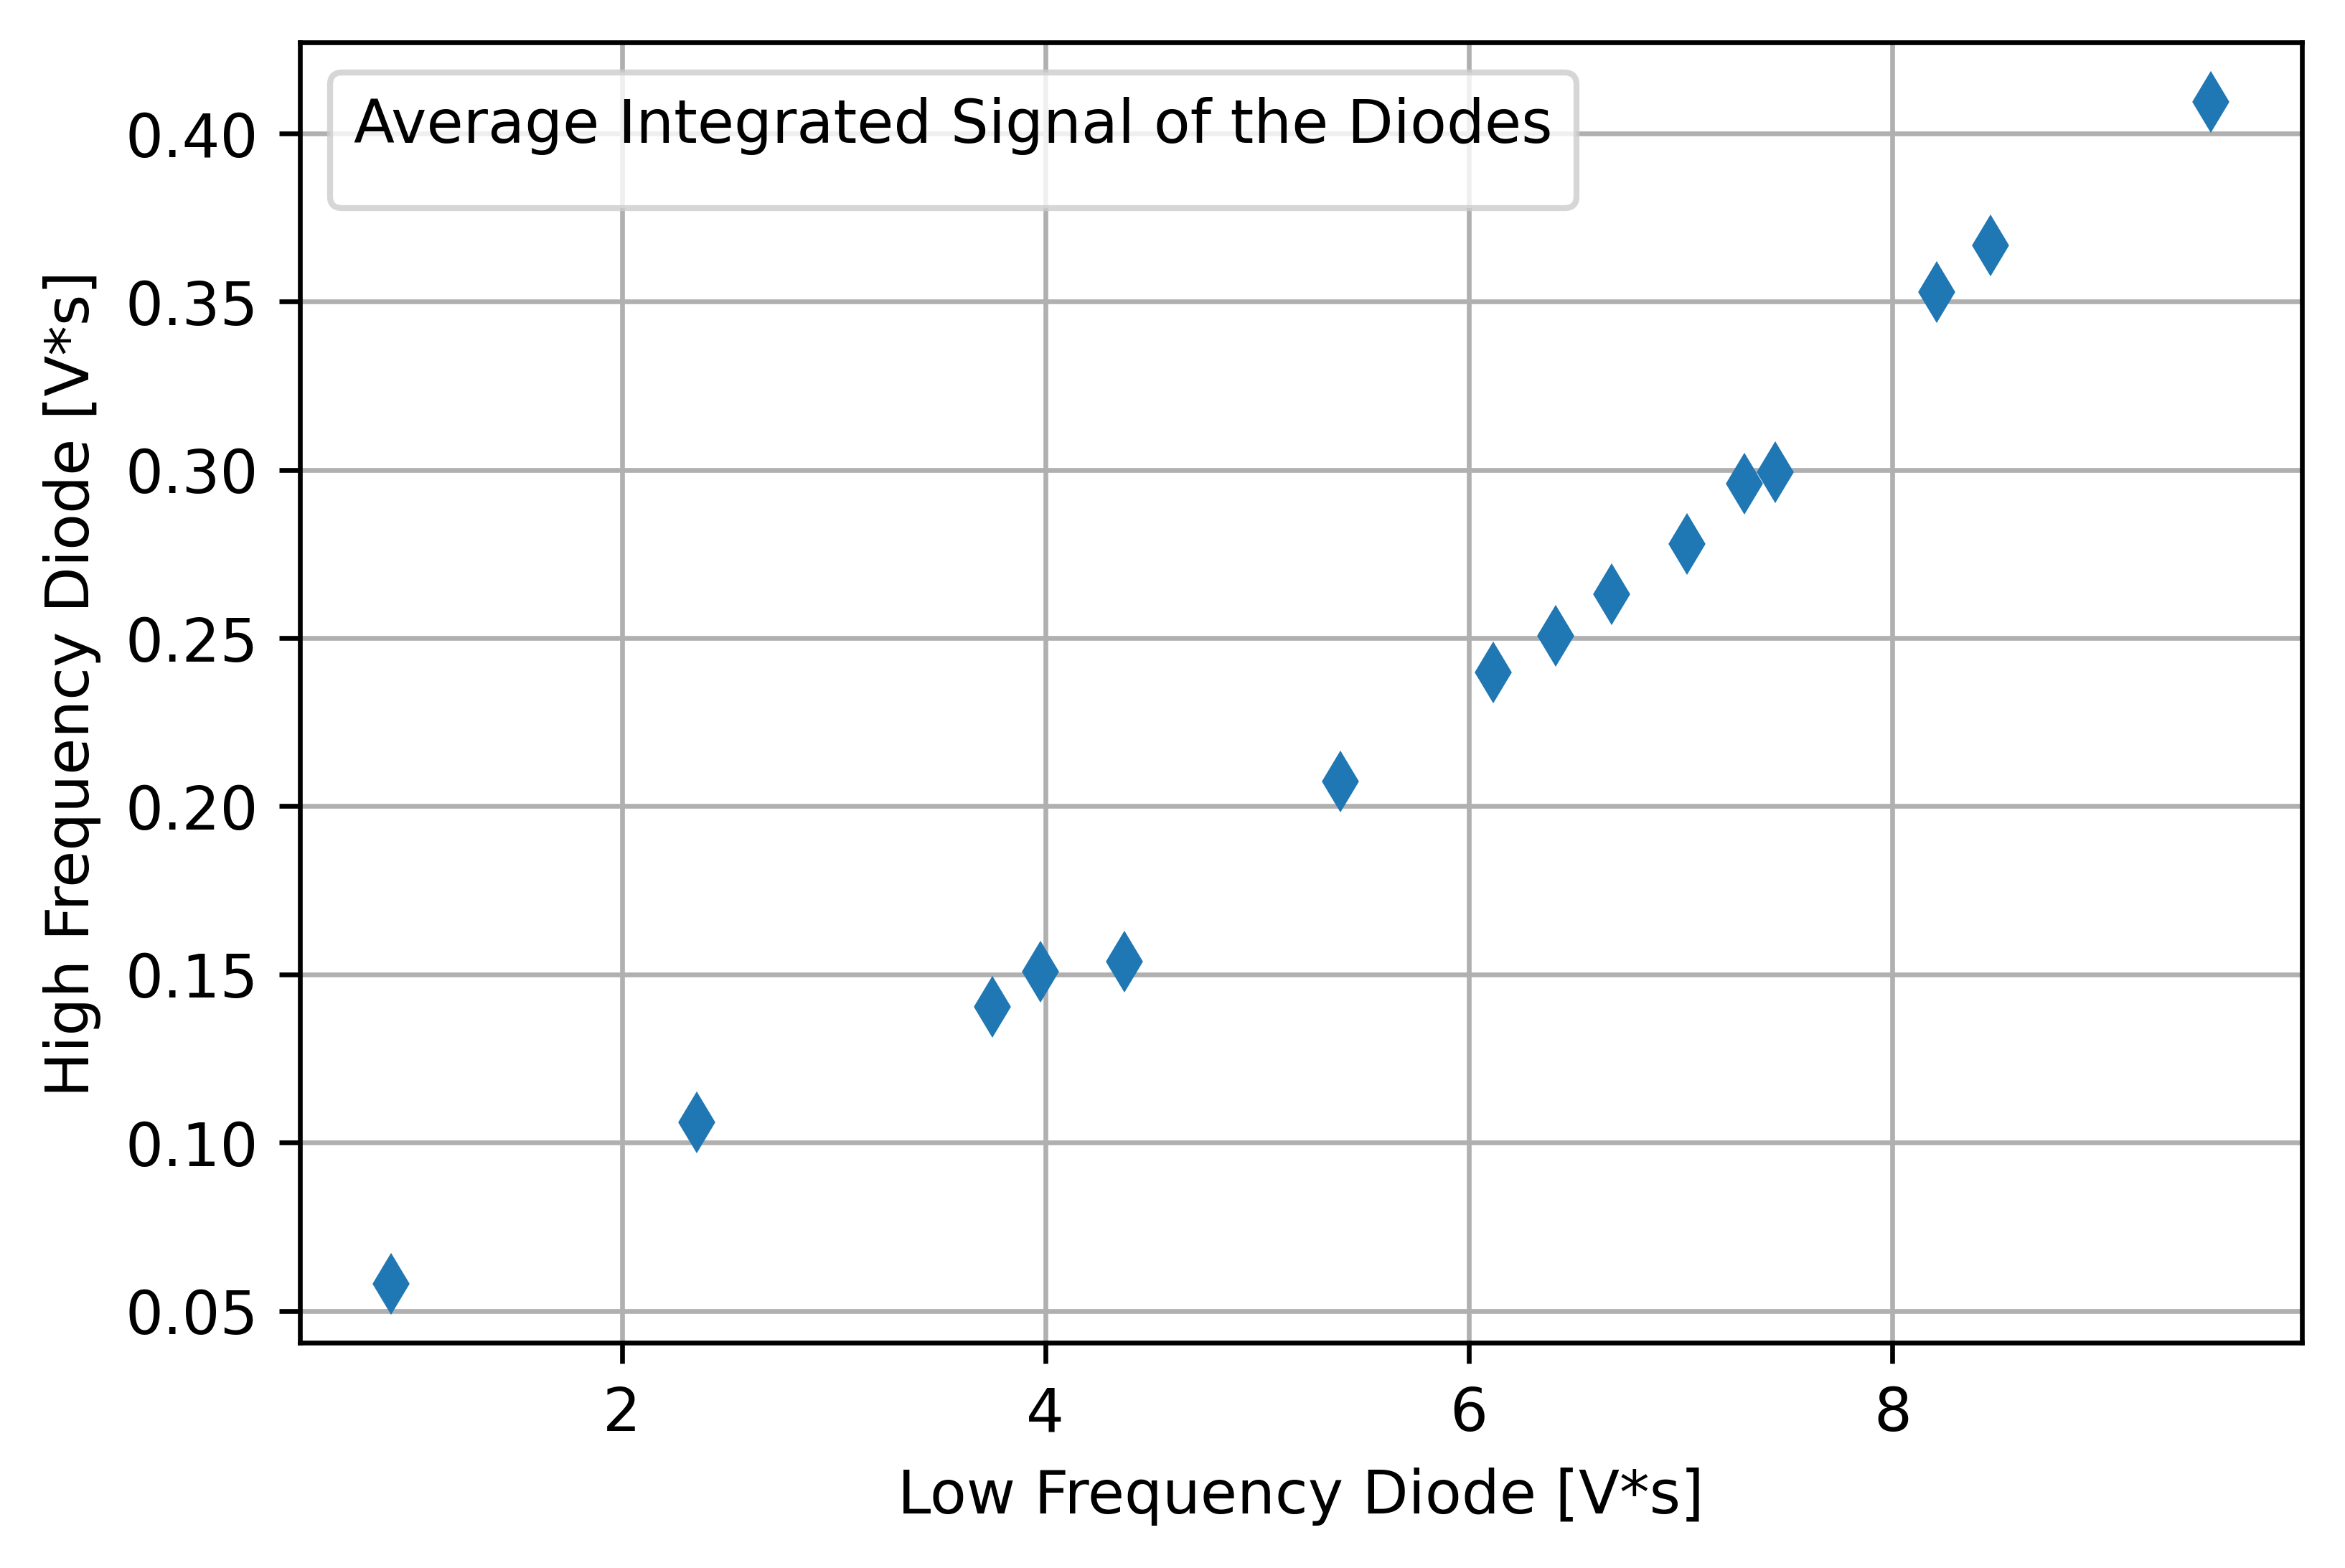 Average Integrated Signal of the Diodes
High Frequency Diode [V*s]
0.40
0.35
0.30
0.25
0.20
0.15
0.10
0.05
2 4 6 8
Low Frequency Diode [V*s]